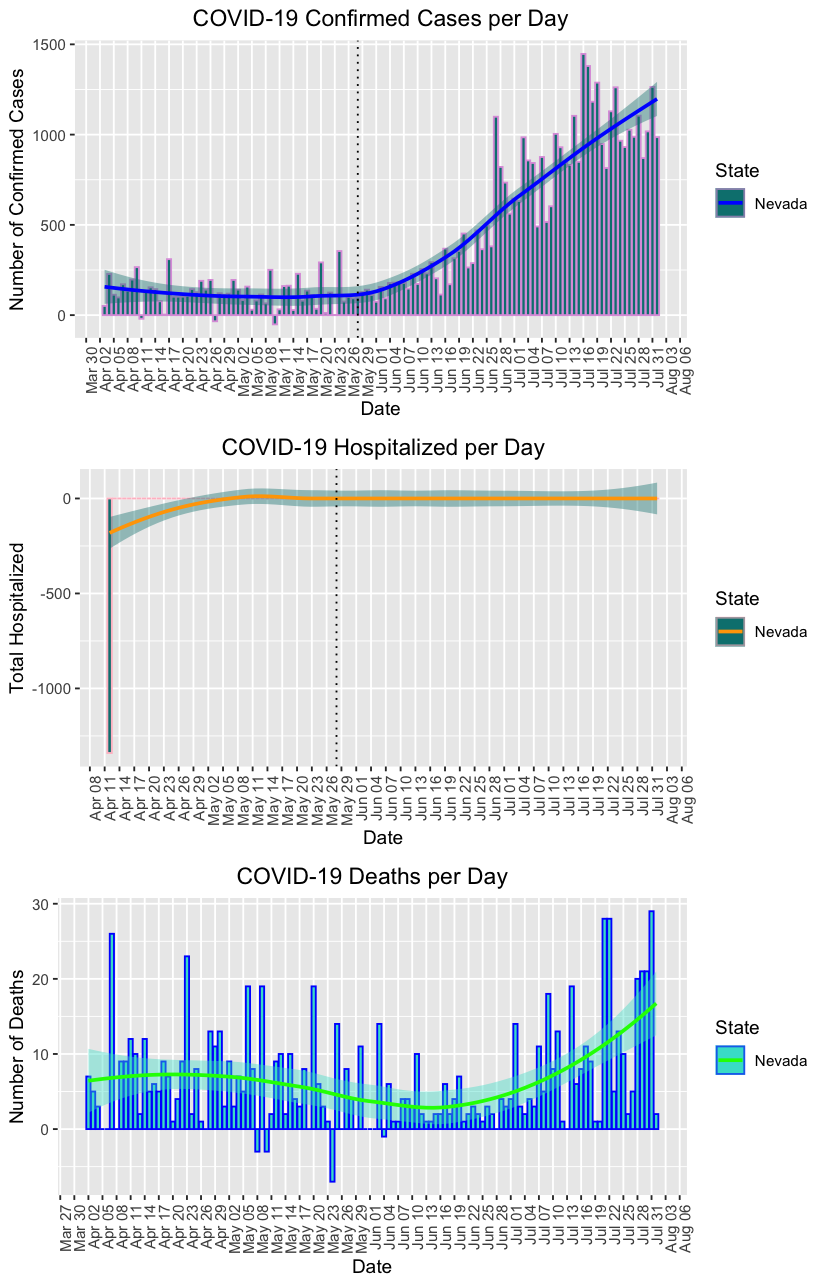 COVID-19 Confirmed Cases per Day
Number of Confirmed Cases
1500
1000
500
0
Mar 30
Apr 02
Apr 05
Apr 08
Apr 11
Apr 14
Apr 17
Apr 20
Apr 23
Apr 26
Apr 29
May 02
May 05
May 08
May 11
May 14
May 17
May 20
May 23
May 26
May 29
Jun 01
Jun 04
Jun 07
Jun 10
Jun 13
Jun 16
Jun 19
Jun 22
Jun 25
Jun 28
Jul 01
Jul 04
Jul 07
Jul 10
Jul 13
Jul 16
Jul 19
Jul 22
Jul 25
Jul 28
Jul 31
Aug 03
Aug 06
Date
State
Nevada
COVID-19 Hospitalized per Day
Total Hospitalized
0
-500
-1000
Apr 08
Apr 11
Apr 14
Apr 17
Apr 20
Apr 23
Apr 26
Apr 29
May 02
May 05
May 08
May 11
May 14
May 17
May 20
May 23
May 26
May 29
Jun 01
Jun 04
Jun 07
Jun 10
Jun 13
Jun 16
Jun 19
Jun 22
Jun 25
Jun 28
Jul 01
Jul 04
Jul 07
Jul 10
Jul 13
Jul 16
Jul 19
Jul 22
Jul 25
Jul 28
Jul 31
Aug 03
Aug 06
Date
State
Nevada
COVID-19 Deaths per Day
Number of Deaths
30
20
10
0
Mar 27
Mar 30
Apr 02
Apr 05
Apr 08
Apr 11
Apr 14
Apr 17
Apr 20
Apr 23
Apr 26
Apr 29
May 02
May 05
May 08
May 11
May 14
May 17
May 20
May 23
May 26
May 29
Jun 01
Jun 04
Jun 07
Jun 10
Jun 13
Jun 16
Jun 19
Jun 22
Jun 25
Jun 28
Jul 01
Jul 04
Jul 07
Jul 10
Jul 13
Jul 16
Jul 19
Jul 22
Jul 25
Jul 28
Jul 31
Aug 03
Aug 06
Date
State
Nevada